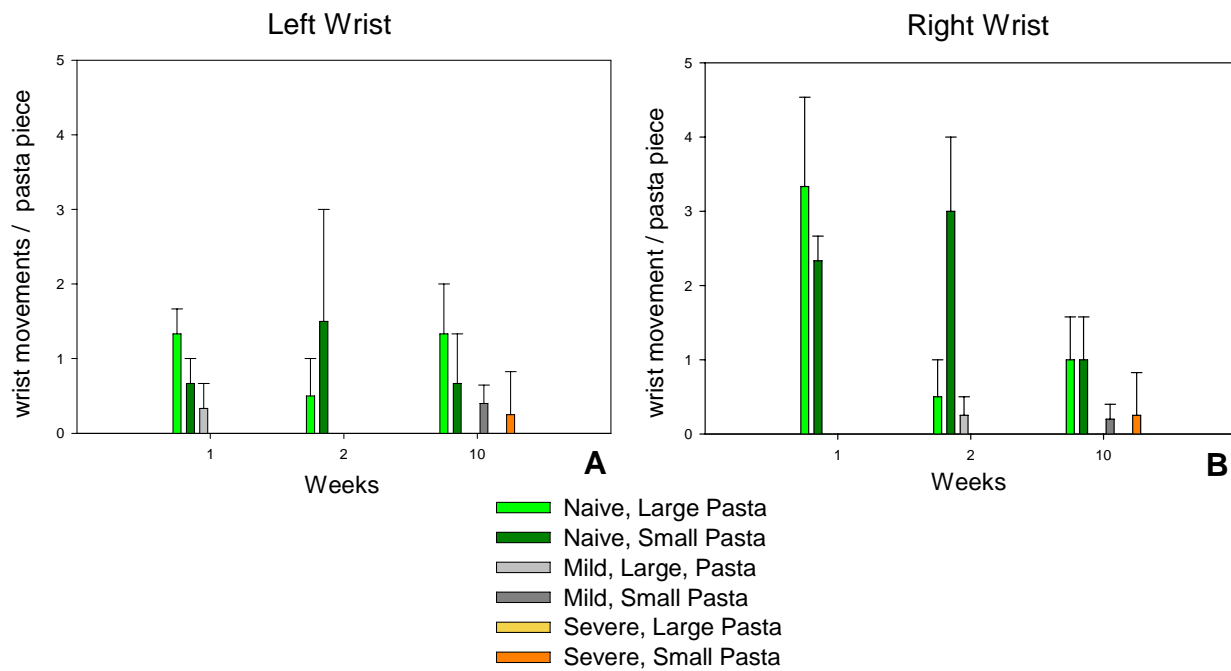 Left Wrist
wrist movements / pasta piece
5
4
3
2
1
0
1 2 10
Weeks
A
Right Wrist
wrist movement / pasta piece
5
4
3
2
1
0
1 2 10
Weeks
B
Naive, Large Pasta
Naive, Small Pasta
Mild, Large, Pasta
Mild, Small Pasta
Severe, Large Pasta
Severe, Small Pasta